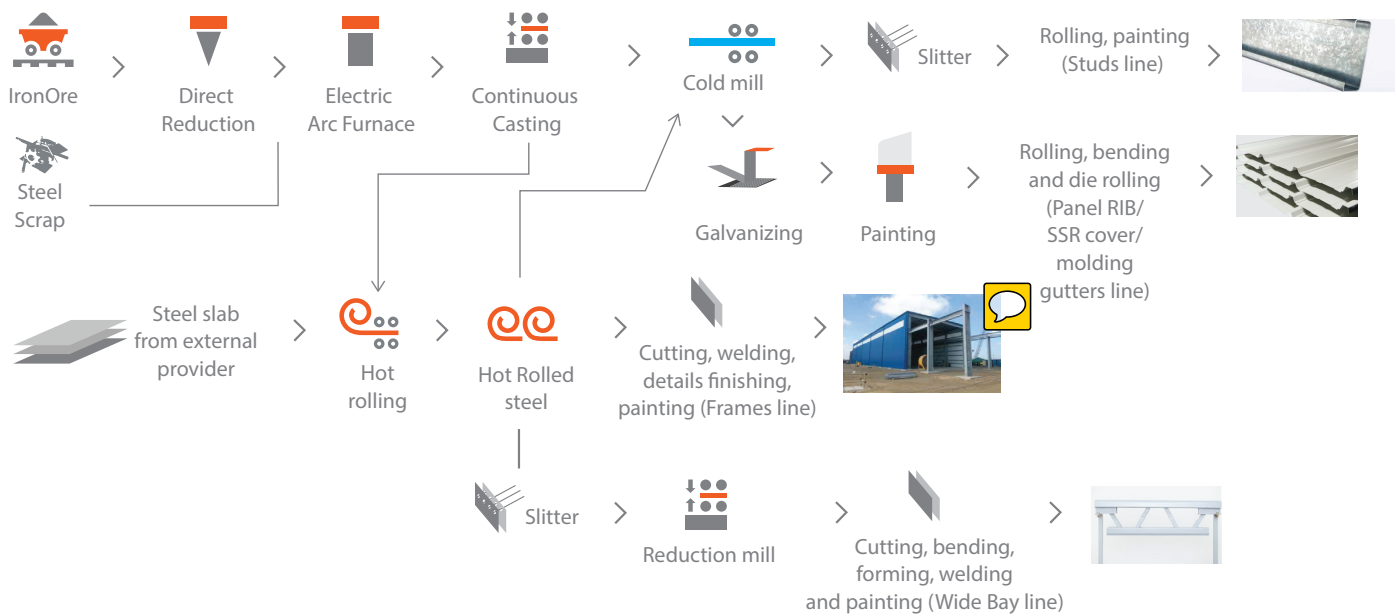 IronOre
Direct
Reduction
Electric
Arc Furnace
Continuous
Casting
Cold mill
Slitter
Rolling, painting
(Studs line)
Steel
Scrap
Galvanizing
Painting
Rolling, bending
and die rolling
(Panel RIB/
SSR cover/
molding
gutters line)
Steel slab
from external
provider
Hot
rolling
Hot Rolled
steel
Cutting, welding,
details finishing,
painting (Frames line)
Slitter
Reduction mill
Cutting, bending,
forming, welding
and painting (Wide Bay line)